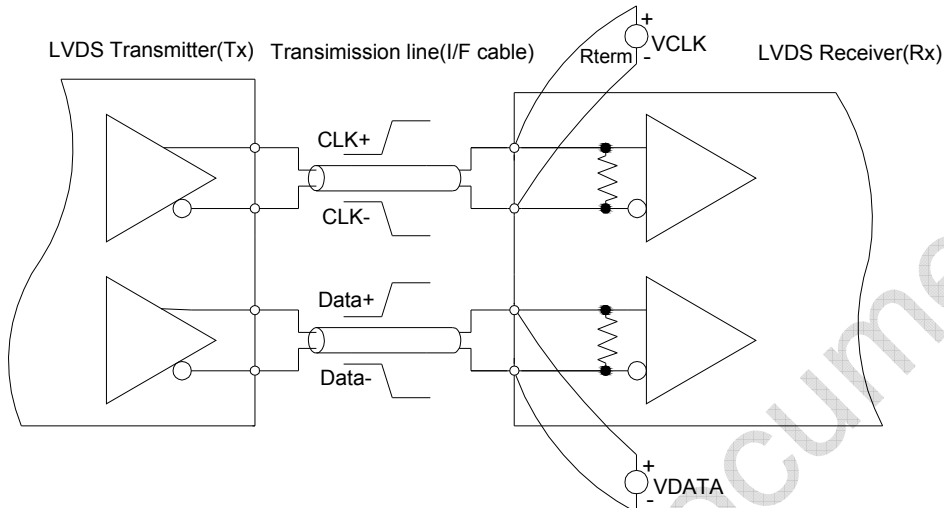 LVDS Transmitter(Tx)
Transimission line(I/F cable)
LVDS Receiver(Rx)
+
VCLK
Rterm
-
CLK+
CLK-
Data+
Data-
+
VDATA
-